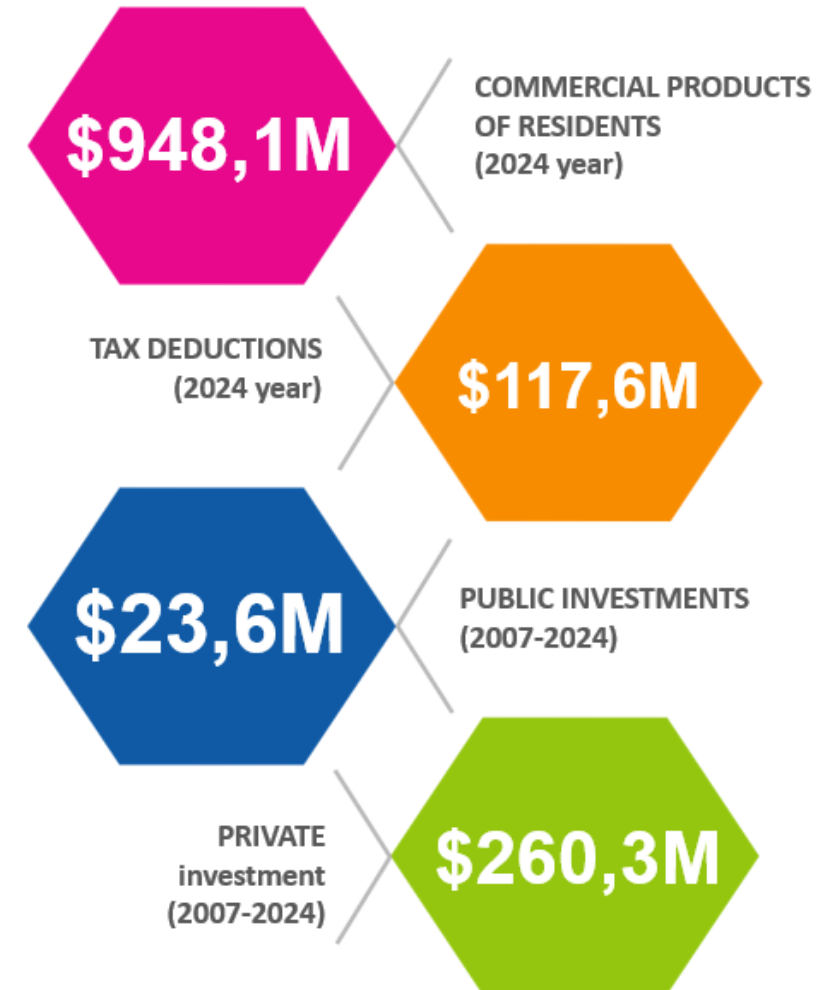 $948,1M
COMMERCIAL PRODUCTS
OF RESIDENTS
(2024 year)
TAX DEDUCTIONS
(2024 year)
$117,6M
$23,6M
PUBLIC INVESTMENTS
(2007-2024)
PRIVATE
investment
(2007-2024)
$260,3M